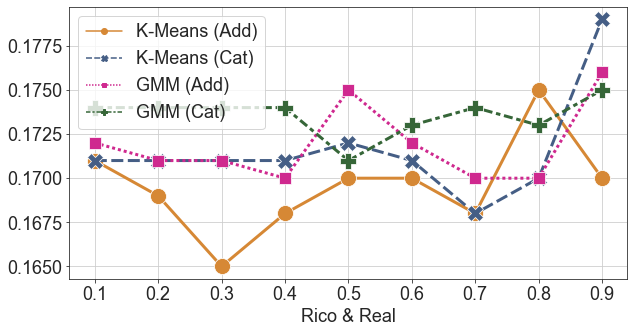 K-Means (Add)
K-Means (Cat)
GMM (Add)
GMM (Cat)
0.1775
0.1750
0.1725
0.1700
0.1675
0.1650
0.1 0.2 0.3 0.4 0.5 0.6 0.7 0.8 0.9
Rico & Real